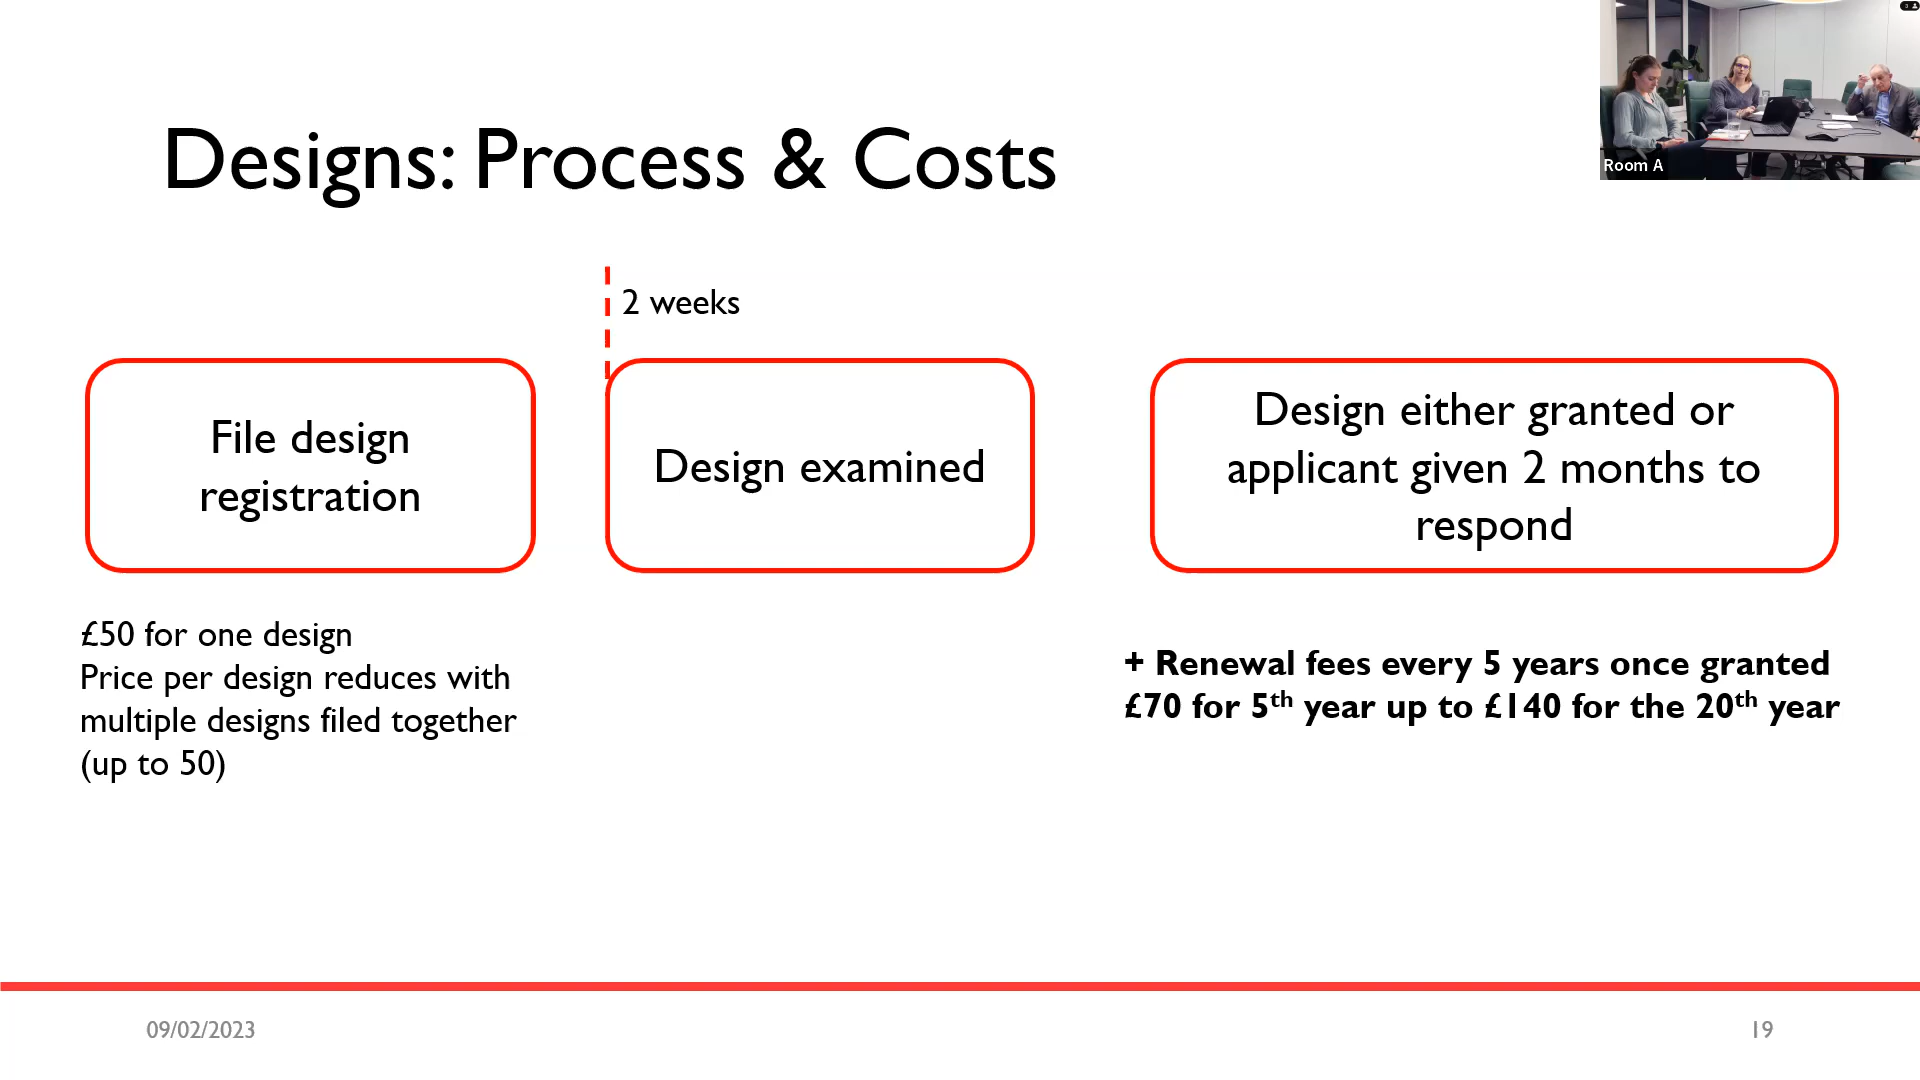 Room A
Designs: Process & Costs
2 weeks
File design
registration
Design examined
Design either granted or
applicant given 2 months to
respond
£50 for one design
Price per design reduces with
multiple designs filed together
(up to 50)
+ Renewal fees every 5 years once granted
£70 for 5th year up to £140 for the 20th year
09/02/2023
19